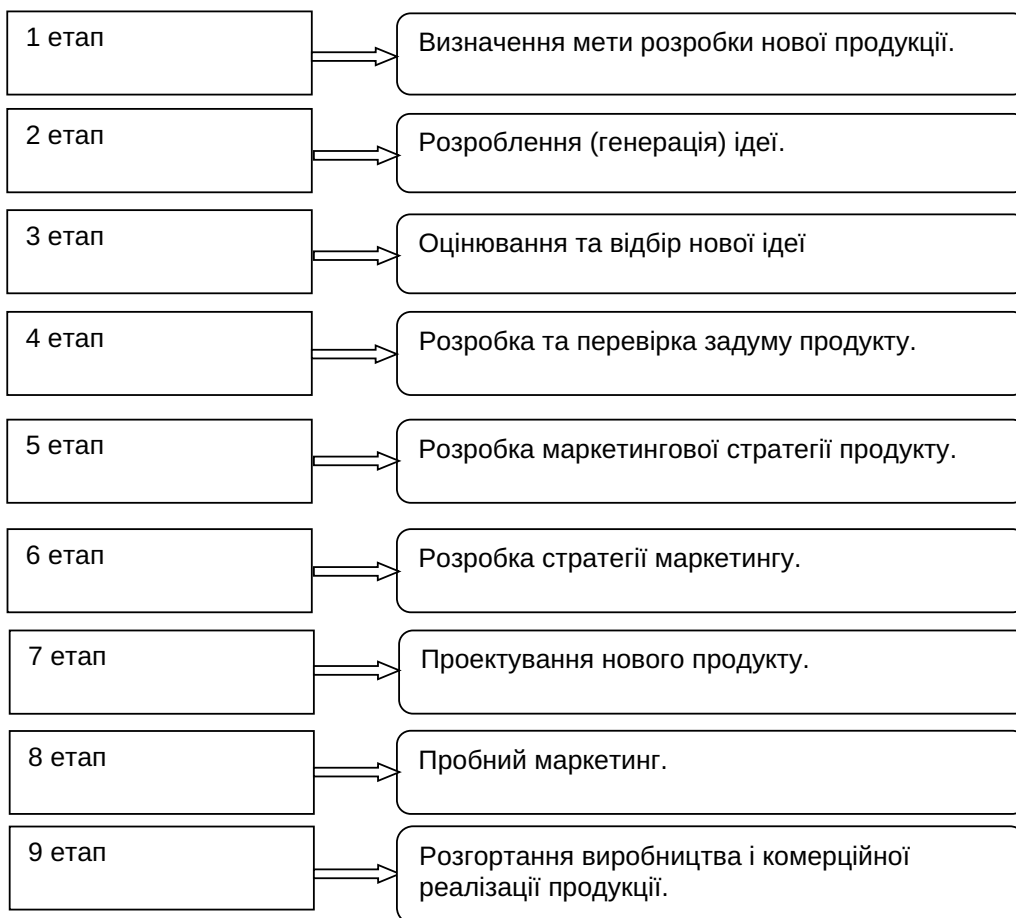 1 етап
Визначення мети розробки нової продукції.
2 етап
Розроблення (генерація) ідеї.
3 етап
Оцінювання та відбір нової ідеї
4 етап
Розробка та перевірка задуму продукту.
5 етап
Розробка маркетингової стратегії продукту.
6 етап
Розробка стратегії маркетингу.
7 етап
Проектування нового продукту.
8 етап
Пробний маркетинг.
9 етап
Розгортання виробництва і комерційної
реалізації продукції.